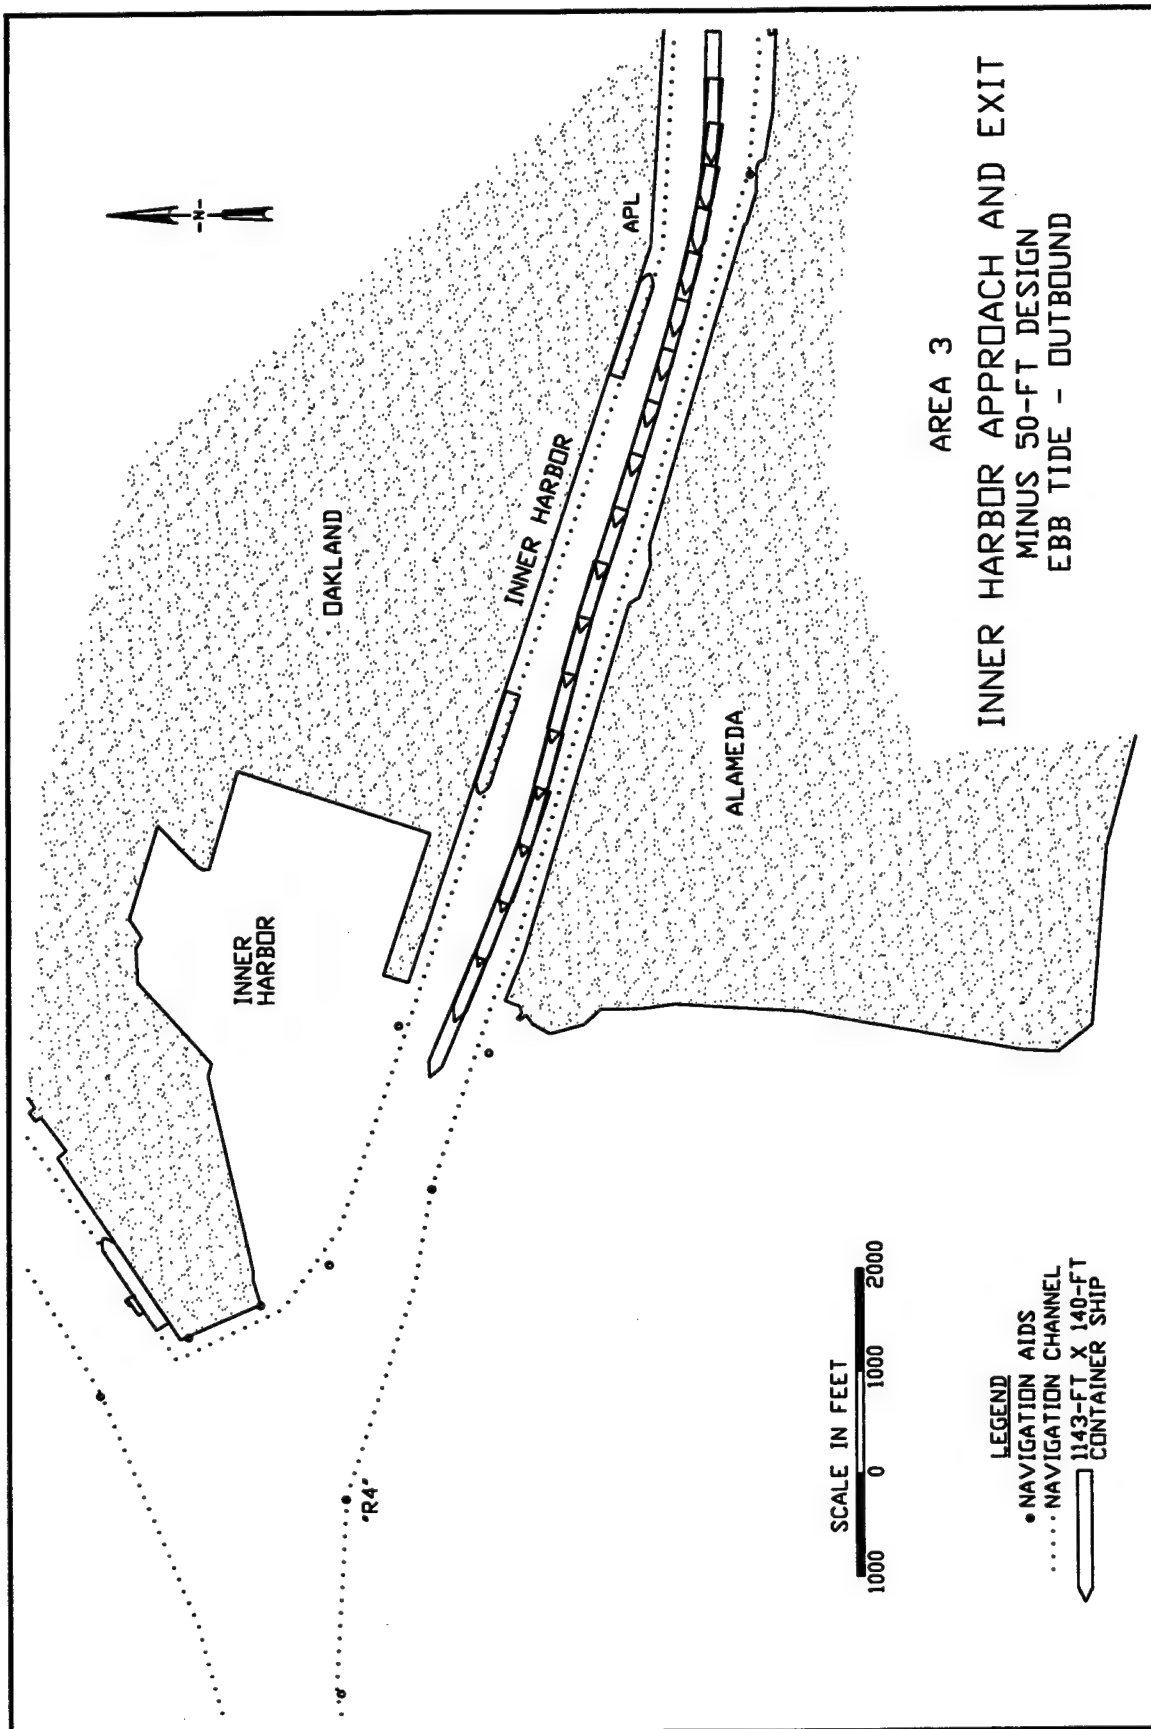 -N-
APL
OAKLAND
INNER HARBOR
INNER
HARBOR
ALAMEDA
"R4"
AREA 3
INNER HARBOR APPROACH AND EXIT
MINUS 50-FT DESIGN
EBB TIDE - OUTBOUND
SCALE IN FEET
1000 0 1000 2000
LEGEND
NAVIGATION AIDS
NAVIGATION CHANNEL
1143-FT X 140-FT
CONTAINER SHIP